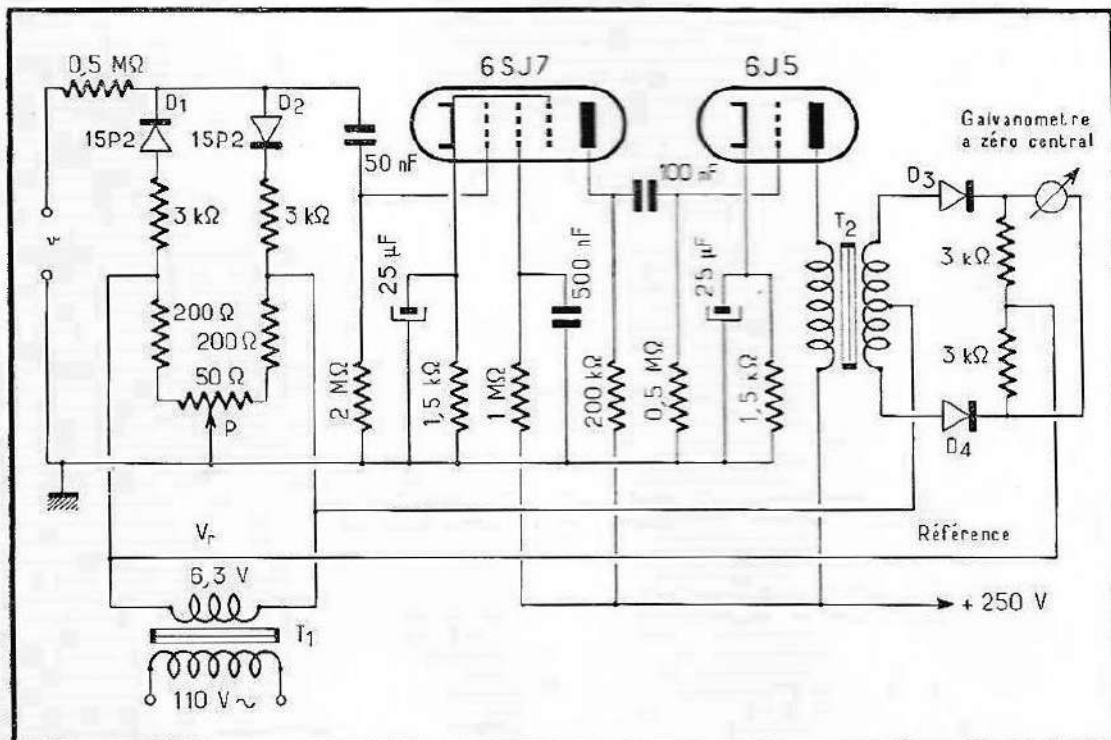 0,5 MΩ
D1
D2
15P2
15P2
50 nF
6SJ7
6J5
Galvanomètre
a zéro central
3 kΩ
3 kΩ
v
100 nF
D3
T2
3 kΩ
25 µF
500 nF
25 µF
200 Ω
200 Ω
50 Ω
P
2 MΩ
1,5 kΩ
1 MΩ
200 kΩ
0,5 MΩ
1,5 kΩ
3 kΩ
D4
Vr
Référence
6,3 V
T1
+ 250 V
110 V ~